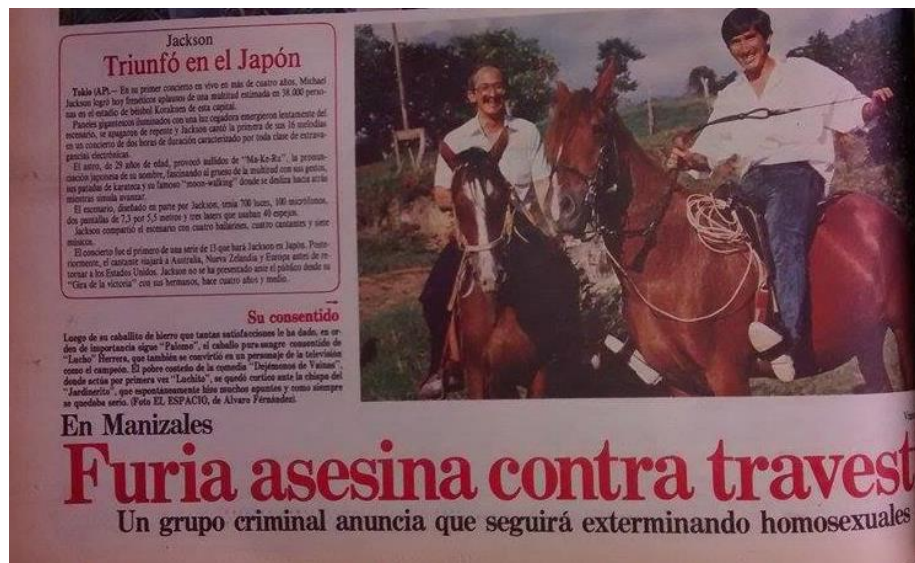 Jackson
Triunfó en el Japón
Tokio (AP).— En su primer concierto en vivo en más de cuatro años, Michael
Jackson logró hoy frenéticos aplausos de una multitud estimada en 38.000 perso-
nas en el estadio de béisbol Korakuen de esta capital.
Paneles gigantescos iluminados con una luz cegadora emergieron lentamente del
escenario, se apagaron de repente y Jackson cantó la primera de sus 16 melodías
en un concierto de dos horas de duración caracterizado por toda clase de extrava-
gancias electrónicas.
El astro, de 29 años de edad, provocó aullidos de "Ma-Ke-Ru", la pronun-
ciación japonesa de su nombre, fascinando al grueso de la multitud con sus gestos,
sus patadas de karateca y su famoso "moon-walking" donde se desliza hacia atrás
mientras simula avanzar.
El escenario, diseñado en parte por Jackson, tenía 700 luces, 100 micrófonos,
dos pantallas de 7,3 por 5,5 metros y tres lasers que usaban 40 espejos.
Jackson compartió el escenario con cuatro bailarines, cuatro cantantes y siete
músicos.
El concierto fue el primero de una serie de 13 que hará Jackson en Japón. Poste-
riormente, el cantante viajará a Australia, Nueva Zelandia y Europa antes de re-
tornar a los Estados Unidos. Jackson no se ha presentado ante el público desde su
"Gira de la victoria" con sus hermanos, hace cuatro años y medio.
Su consentido
Luego de su caballito de hierro que tantas satisfacciones le ha dado, en or-
den de importancia sigue "Palomo", el caballo pura sangre consentido de
"Lucho" Herrera, que también se convirtió en un personaje de la televisión
como el campeón. El pobre costeño de la comedia "Dejémonos de Vainas",
donde actúa por primera vez "Luchito", se quedó cortico ante la chispa del
"Jardinerito", que espontáneamente hizo muchos apuntes y como siempre
se quedaba serio. (Foto EL ESPACIO, de Alvaro Férnández).
En Manizales
Furia asesina contra travest
Un grupo criminal anuncia que seguirá exterminando homosexuales